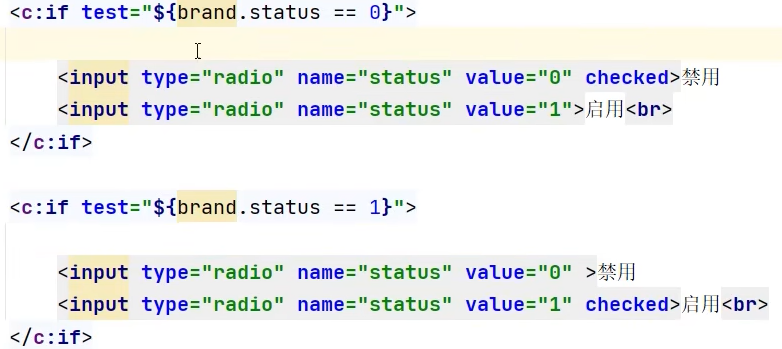 <c:if test="${brand.status == 0}">
<input type="radio" name="status" value="0" checked>禁用
<input type="radio" name="status" value="1">启用<br>
</c:if>
<c:if test="${brand.status == 1}">
<input type="radio" name="status" value="0" >禁用
<input type="radio" name="status" value="1" checked>启用<br>
</c:if>